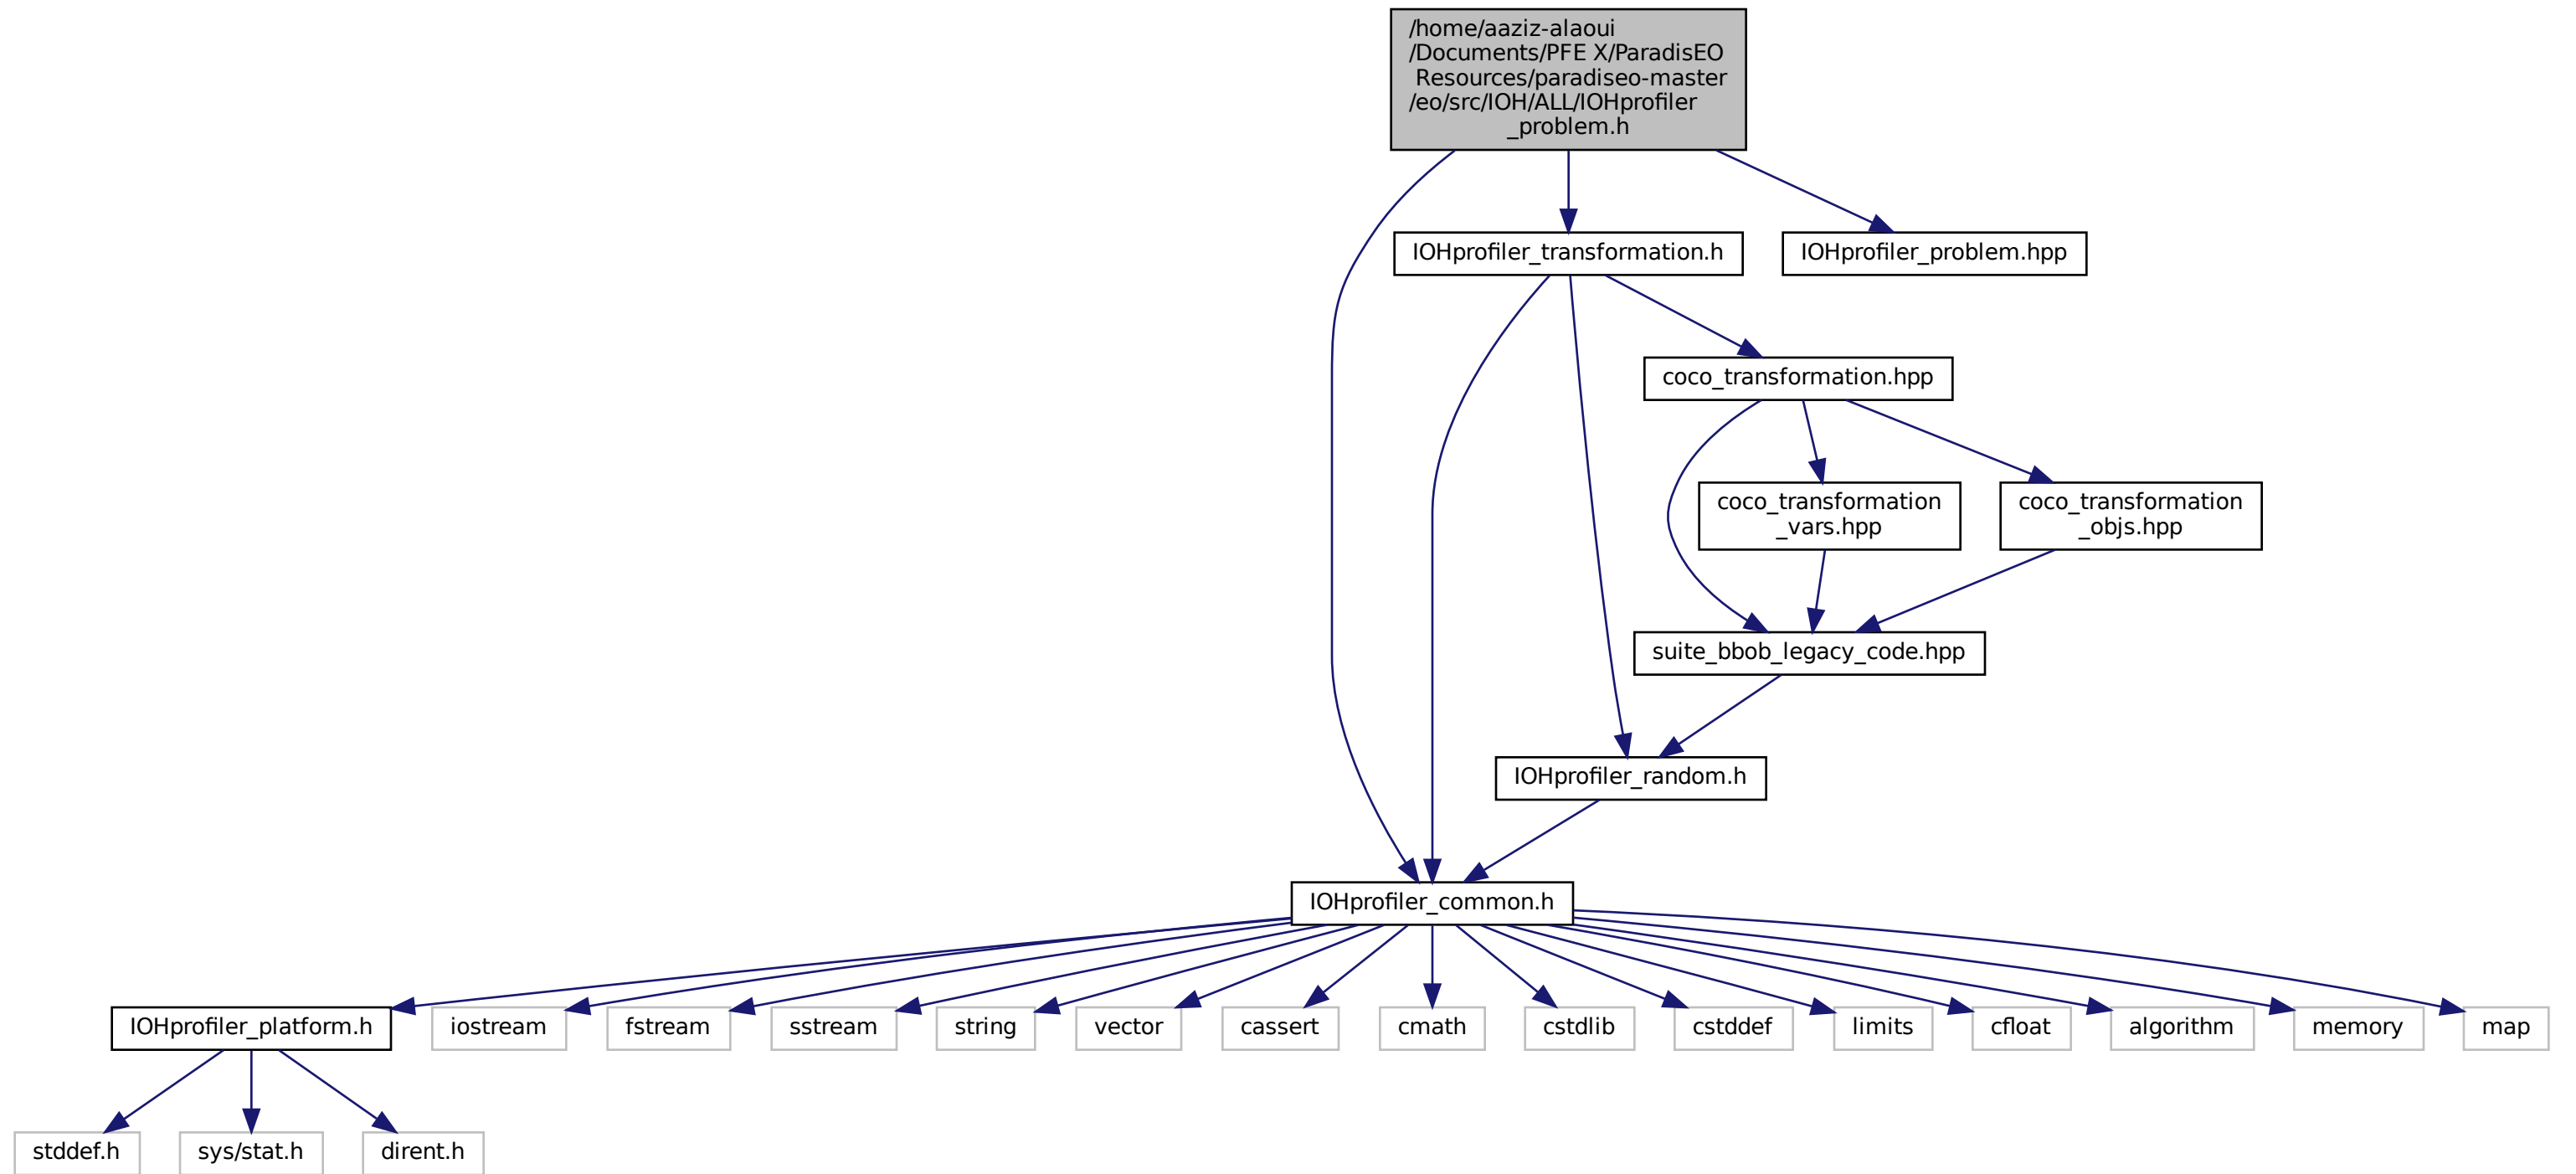 /home/aaziz-alaoui
/Documents/PFE X/ParadisEO
Resources/paradiseo-master
/eo/src/IOH/ALL/IOHprofiler
_problem.h
IOHprofiler_transformation.h
IOHprofiler_problem.hpp
coco_transformation.hpp
coco_transformation
_vars.hpp
coco_transformation
_objs.hpp
suite_bbob_legacy_code.hpp
IOHprofiler_random.h
IOHprofiler_common.h
IOHprofiler_platform.h
iostream
fstream
sstream
string
vector
cassert
cmath
cstdlib
cstddef
limits
cfloat
algorithm
memory
map
stddef.h
sys/stat.h
dirent.h